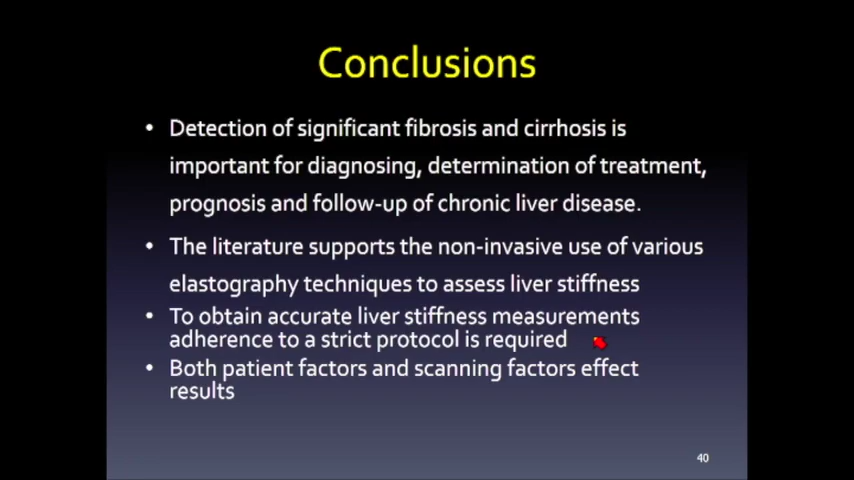 Conclusions
• Detection of significant fibrosis and cirrhosis is
important for diagnosing, determination of treatment,
prognosis and follow-up of chronic liver disease.
• The literature supports the non-invasive use of various
elastography techniques to assess liver stiffness
• To obtain accurate liver stiffness measurements
adherence to a strict protocol is required
• Both patient factors and scanning factors effect
results
40